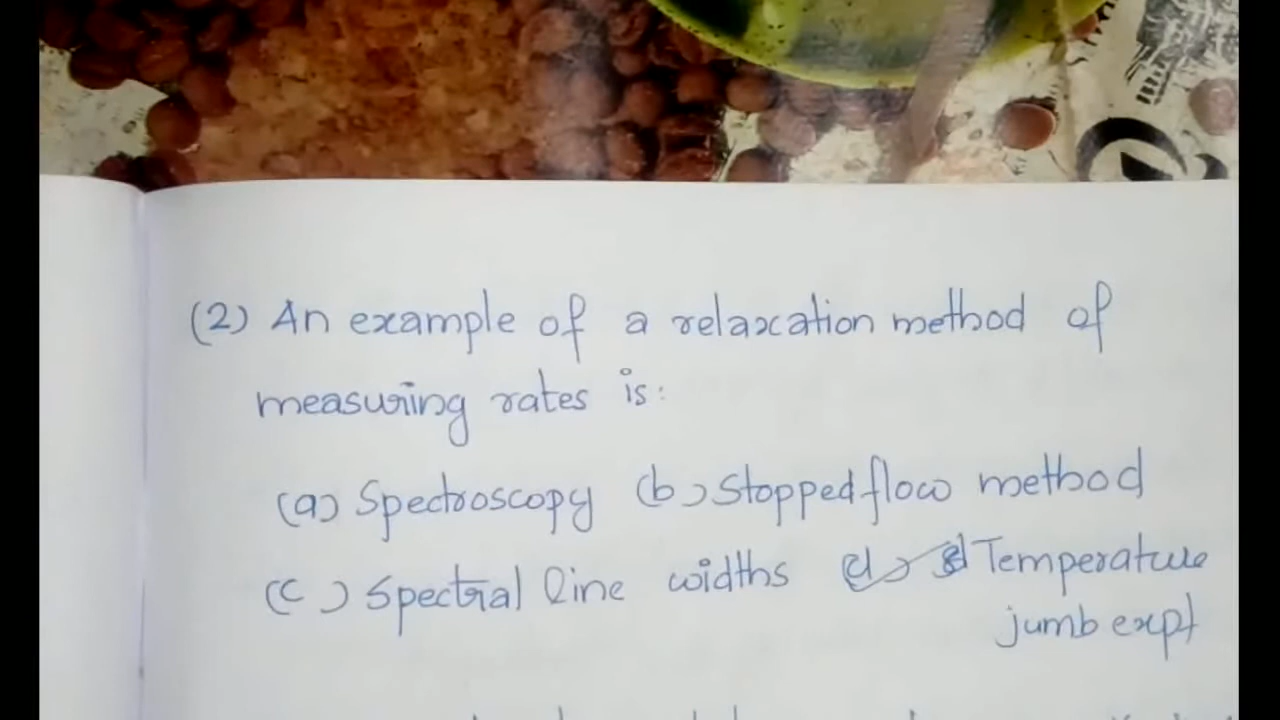 (2) An example of a relaxation method of
measuring rates is:
(a) Spectroscopy (b) Stopped flow method
(c) Spectral line widths (d) Temperature
jumb expt